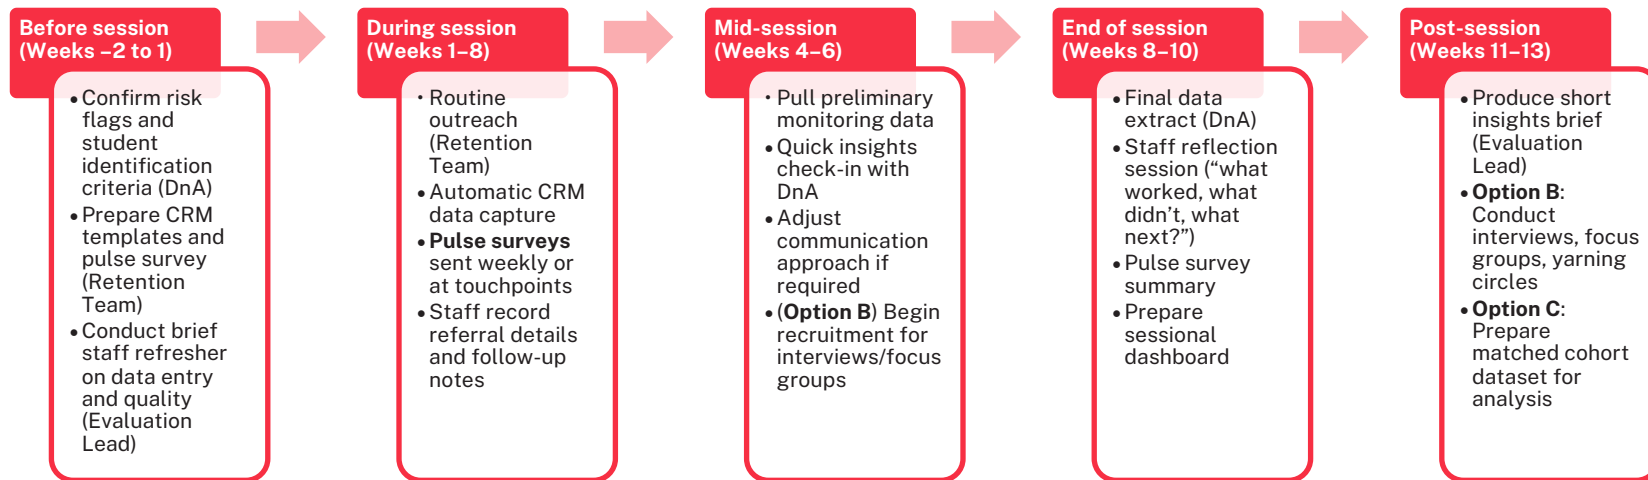 Before session
(Weeks –2 to 1)
• Confirm risk
flags and
student
identification
criteria (DnA)
• Prepare CRM
templates and
pulse survey
(Retention
Team)
• Conduct brief
staff refresher
on data entry
and quality
(Evaluation
Lead)
During session
(Weeks 1–8)
• Routine
outreach
(Retention
Team)
• Automatic CRM
data capture
• Pulse surveys
sent weekly or
at touchpoints
• Staff record
referral details
and follow-up
notes
Mid-session
(Weeks 4–6)
• Pull preliminary
monitoring data
• Quick insights
check-in with
DnA
• Adjust
communication
approach if
required
• (Option B) Begin
recruitment for
interviews/focus
groups
End of session
(Weeks 8–10)
• Final data
extract (DnA)
• Staff reflection
session (“what
worked, what
didn’t, what
next?”)
• Pulse survey
summary
• Prepare
sessional
dashboard
Post-session
(Weeks 11–13)
• Produce short
insights brief
(Evaluation
Lead)
• Option B:
Conduct
interviews, focus
groups, yarning
circles
• Option C:
Prepare
matched cohort
dataset for
analysis